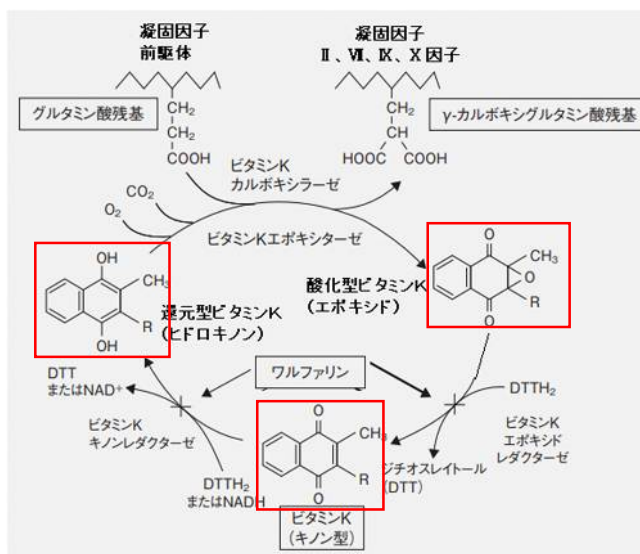 凝固因子
前駆体
凝固因子
Ⅱ、Ⅶ、Ⅸ、Ⅹ因子
グルタミン酸残基
CH₂
CH₂
COOH
CH₂
CH
HOOC COOH
γ-カルボキシグルタミン酸残基
ビタミンK
カルボキシラーゼ
CO₂
O₂
ビタミンKエポキシターゼ
OH
CH₃
R
OH
還元型ビタミンK
(ヒドロキノン)
酸化型ビタミンK
(エポキシド)
O
CH₃
O
R
O
DTT
またはNAD⁺
ワルファリン
DTTH₂
ビタミンK
キノンレダクターゼ
DTTH₂
またはNADH
O
CH₃
R
O
ビタミンK
(キノン型)
ジチオスレイトール
(DTT)
ビタミンK
エポキシド
レダクターゼ